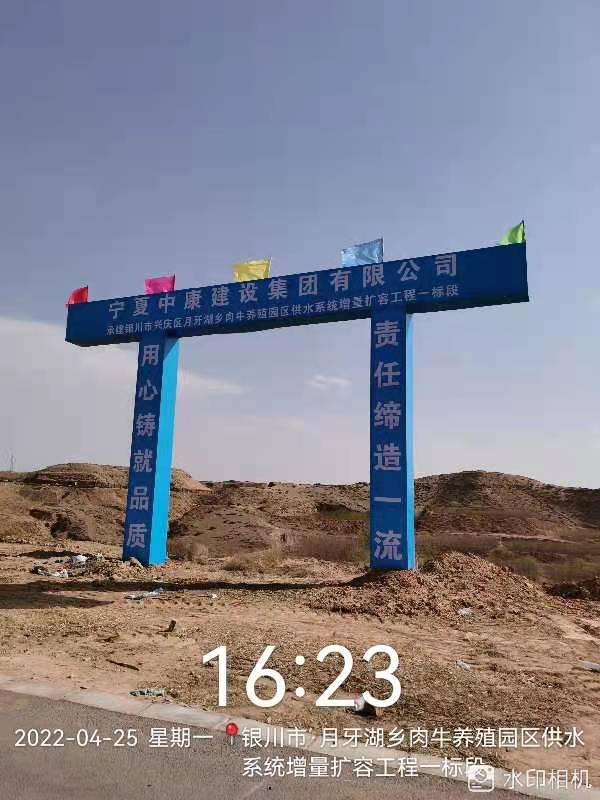 宁夏中康建设集团有限公司
承建银川市兴庆区月牙湖乡肉牛养殖园区供水系统增量扩容工程一标段
用心铸就品质
责任缔造一流
16:23
2022-04-25 星期一 银川市·月牙湖乡肉牛养殖园区供水
系统增量扩容工程一标段
水印相机